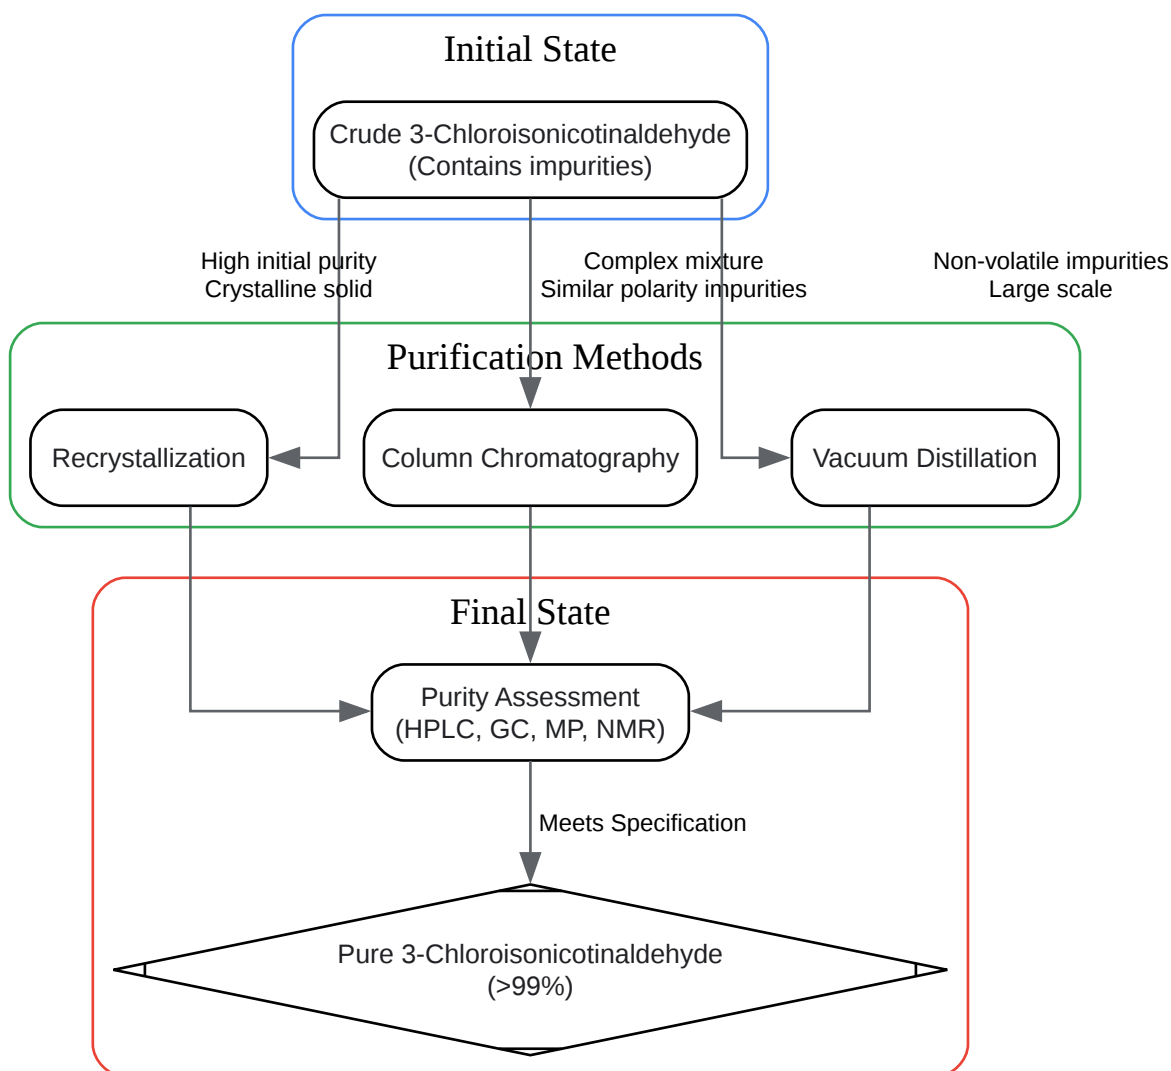 Initial State
Crude 3-Chloroisonicotinaldehyde
(Contains impurities)
High initial purity
Crystalline solid
Complex mixture
Similar polarity impurities
Non-volatile impurities
Large scale
Purification Methods
Recrystallization
Column Chromatography
Vacuum Distillation
Final State
Purity Assessment
(HPLC, GC, MP, NMR)
Meets Specification
Pure 3-Chloroisonicotinaldehyde
(>99%)